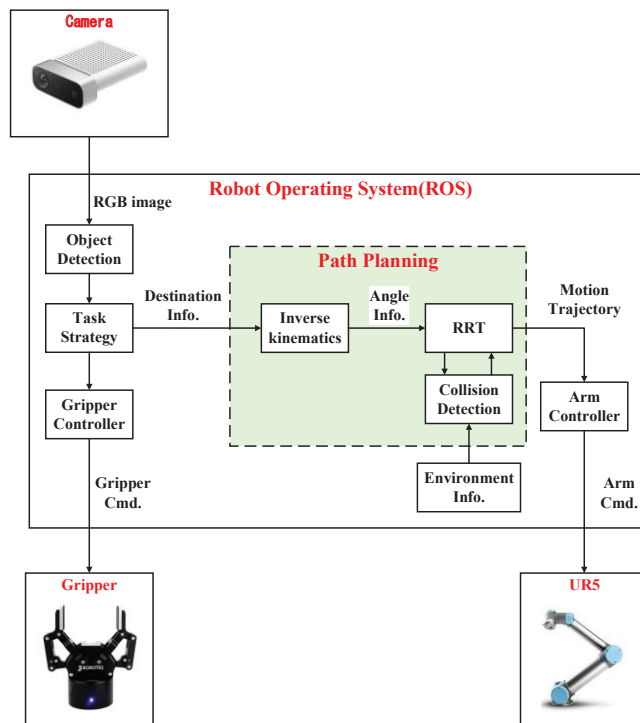 Camera
Robot Operating System(ROS)
RGB image
Object
Detection
Path Planning
Destination
Info.
Angle
Info.
Motion
Trajectory
Task
Strategy
Inverse
kinematics
RRT
Gripper
Controller
Collision
Detection
Arm
Controller
Environment
Info.
Gripper
Cmd.
Arm
Cmd.
Gripper
UR5
ROBOTIQ